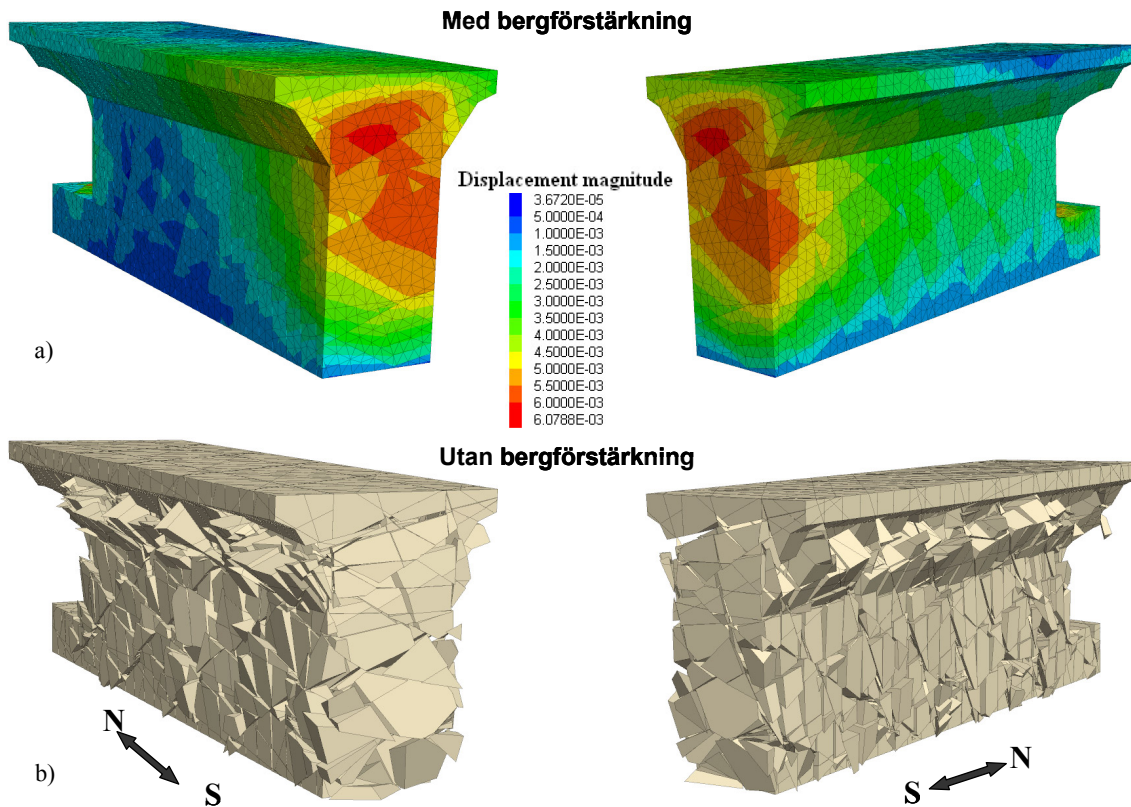 Med bergförstärkning
Displacement magnitude
3.6720E-05
5.0000E-04
1.0000E-03
1.5000E-03
2.0000E-03
2.5000E-03
3.0000E-03
3.5000E-03
4.0000E-03
4.5000E-03
5.0000E-03
5.5000E-03
6.0000E-03
6.0788E-03
a)
Utan bergförstärkning
N
S
N
S
b)